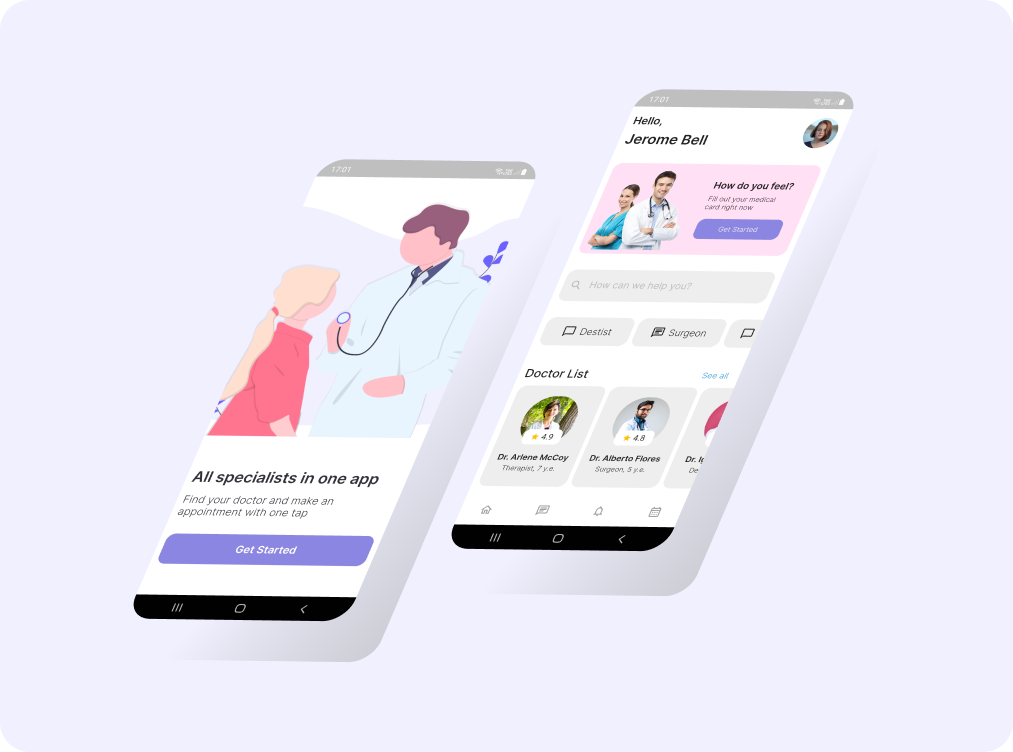 17:01
All specialists in one app
Find your doctor and make an
appointment with one tap
Get Started
17:01
Hello,
Jerome Bell
How do you feel?
Fill out your medical
card right now
Get Started
How can we help you?
Destist
Surgeon
Doctor List
See all
4.9
Dr. Arlene McCoy
Therapist, 7 y.e.
4.8
Dr. Alberto Flores
Surgeon, 5 y.e.
Dr.
De